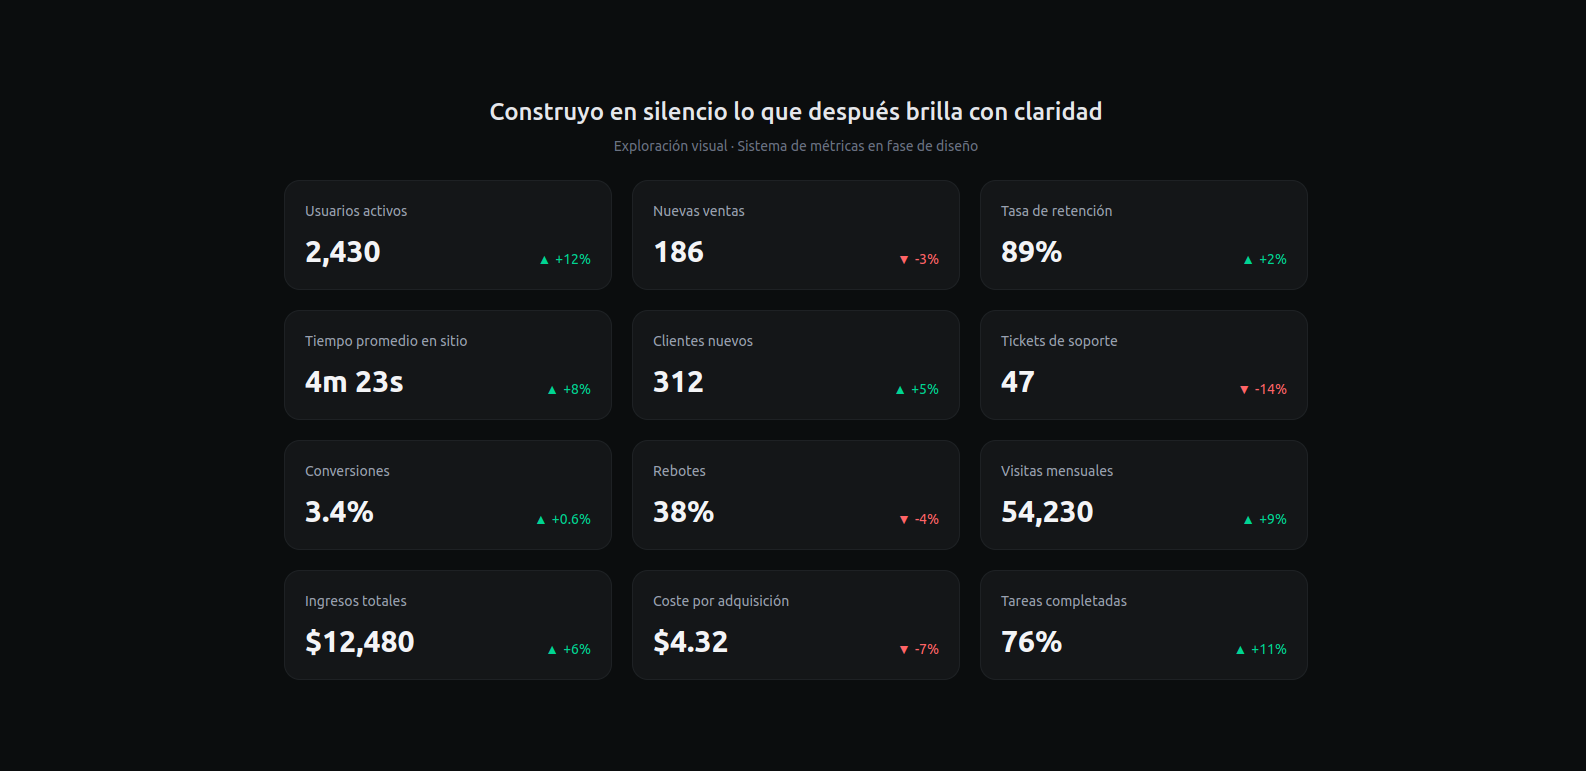 Construyo en silencio lo que después brilla con claridad
Exploración visual · Sistema de métricas en fase de diseño
Usuarios activos
2,430
▲ +12%
Nuevas ventas
186
▼ -3%
Tasa de retención
89%
▲ +2%
Tiempo promedio en sitio
4m 23s
▲ +8%
Clientes nuevos
312
▲ +5%
Tickets de soporte
47
▼ -14%
Conversiones
3.4%
▲ +0.6%
Rebotes
38%
▼ -4%
Visitas mensuales
54,230
▲ +9%
Ingresos totales
$12,480
▲ +6%
Coste por adquisición
$4.32
▼ -7%
Tareas completadas
76%
▲ +11%